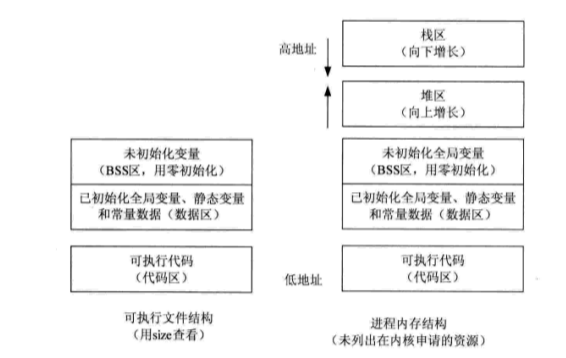 高地址
栈区
（向下增长）
堆区
（向上增长）
未初始化变量
（BSS区，用零初始化）
已初始化全局变量、静态变量
和常量数据（数据区）
可执行代码
（代码区）
可执行文件结构
（用size查看）
未初始化全局变量
（BSS区，用零初始化）
已初始化全局变量、静态变量
和常量数据（数据区）
低地址
可执行代码
（代码区）
进程内存结构
（未列出在内核申请的资源）